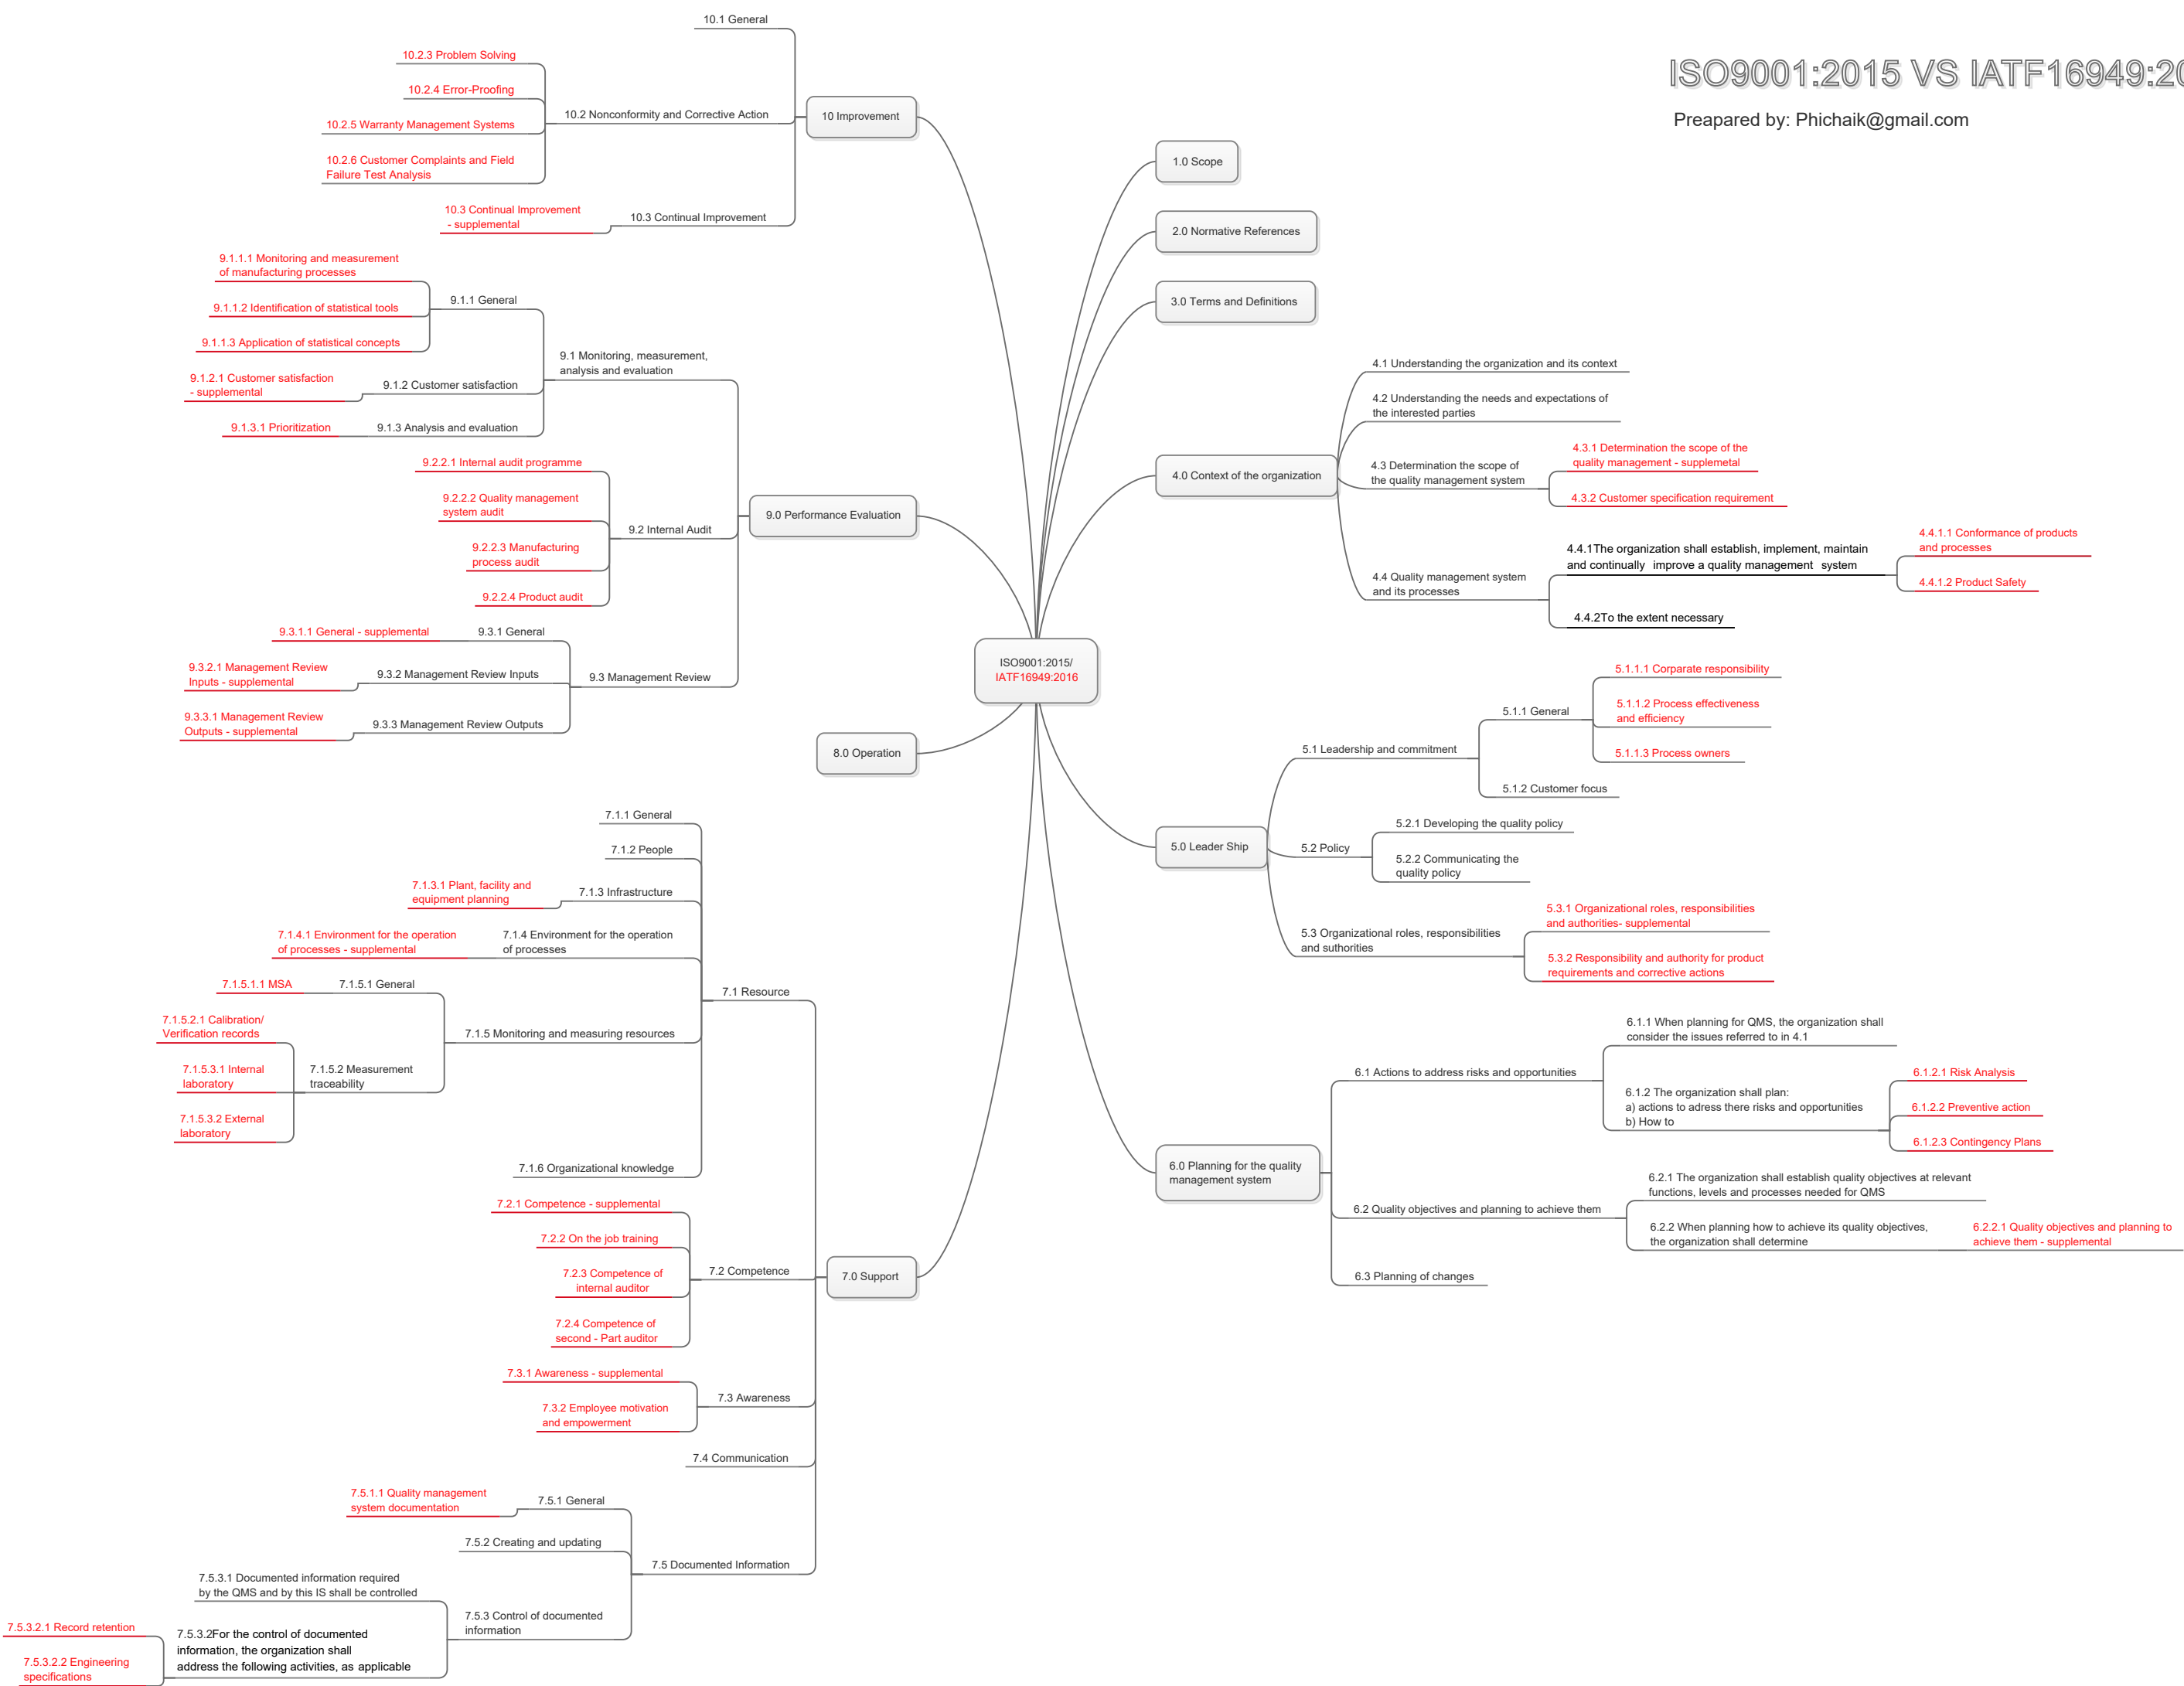 ISO9001:2015 VS IATF16949:20
Preapared by: Phichaik@gmail.com
ISO9001:2015/
IATF16949:2016
1.0 Scope
2.0 Normative References
3.0 Terms and Definitions
4.0 Context of the organization
4.1 Understanding the organization and its context
4.2 Understanding the needs and expectations of
the interested parties
4.3 Determination the scope of
the quality management system
4.3.1 Determination the scope of the
quality management - supplemetal
4.3.2 Customer specification requirement
4.4 Quality management system
and its processes
4.4.1The organization shall establish, implement, maintain
and continually improve a quality management system
4.4.1.1 Conformance of products
and processes
4.4.1.2 Product Safety
4.4.2To the extent necessary
5.0 Leader Ship
5.1 Leadership and commitment
5.1.1 General
5.1.1.1 Corparate responsibility
5.1.1.2 Process effectiveness
and efficiency
5.1.1.3 Process owners
5.1.2 Customer focus
5.2 Policy
5.2.1 Developing the quality policy
5.2.2 Communicating the
quality policy
5.3 Organizational roles, responsibilities
and suthorities
5.3.1 Organizational roles, responsibilities
and authorities- supplemental
5.3.2 Responsibility and authority for product
requirements and corrective actions
6.0 Planning for the quality
management system
6.1 Actions to address risks and opportunities
6.1.1 When planning for QMS, the organization shall
consider the issues referred to in 4.1
6.1.2 The organization shall plan:
a) actions to adress there risks and opportunities
b) How to
6.1.2.1 Risk Analysis
6.1.2.2 Preventive action
6.1.2.3 Contingency Plans
6.2 Quality objectives and planning to achieve them
6.2.1 The organization shall establish quality objectives at relevant
functions, levels and processes needed for QMS
6.2.2 When planning how to achieve its quality objectives,
the organization shall determine
6.2.2.1 Quality objectives and planning to
achieve them - supplemental
6.3 Planning of changes
7.0 Support
7.1 Resource
7.1.1 General
7.1.2 People
7.1.3 Infrastructure
7.1.3.1 Plant, facility and
equipment planning
7.1.4 Environment for the operation
of processes
7.1.4.1 Environment for the operation
of processes - supplemental
7.1.5 Monitoring and measuring resources
7.1.5.1 General
7.1.5.1.1 MSA
7.1.5.2 Measurement
traceability
7.1.5.2.1 Calibration/
Verification records
7.1.5.3.1 Internal
laboratory
7.1.5.3.2 External
laboratory
7.1.6 Organizational knowledge
7.2 Competence
7.2.1 Competence - supplemental
7.2.2 On the job training
7.2.3 Competence of
internal auditor
7.2.4 Competence of
second - Part auditor
7.3 Awareness
7.3.1 Awareness - supplemental
7.3.2 Employee motivation
and empowerment
7.4 Communication
7.5 Documented Information
7.5.1 General
7.5.1.1 Quality management
system documentation
7.5.2 Creating and updating
7.5.3 Control of documented
information
7.5.3.1 Documented information required
by the QMS and by this IS shall be controlled
7.5.3.2For the control of documented
information, the organization shall
address the following activities, as applicable
7.5.3.2.1 Record retention
7.5.3.2.2 Engineering
specifications
8.0 Operation
9.0 Performance Evaluation
9.1 Monitoring, measurement,
analysis and evaluation
9.1.1 General
9.1.1.1 Monitoring and measurement
of manufacturing processes
9.1.1.2 Identification of statistical tools
9.1.1.3 Application of statistical concepts
9.1.2 Customer satisfaction
9.1.2.1 Customer satisfaction
- supplemental
9.1.3 Analysis and evaluation
9.1.3.1 Prioritization
9.2 Internal Audit
9.2.2.1 Internal audit programme
9.2.2.2 Quality management
system audit
9.2.2.3 Manufacturing
process audit
9.2.2.4 Product audit
9.3 Management Review
9.3.1 General
9.3.1.1 General - supplemental
9.3.2 Management Review Inputs
9.3.2.1 Management Review
Inputs - supplemental
9.3.3 Management Review Outputs
9.3.3.1 Management Review
Outputs - supplemental
10 Improvement
10.1 General
10.2 Nonconformity and Corrective Action
10.2.3 Problem Solving
10.2.4 Error-Proofing
10.2.5 Warranty Management Systems
10.2.6 Customer Complaints and Field
Failure Test Analysis
10.3 Continual Improvement
10.3 Continual Improvement
- supplemental